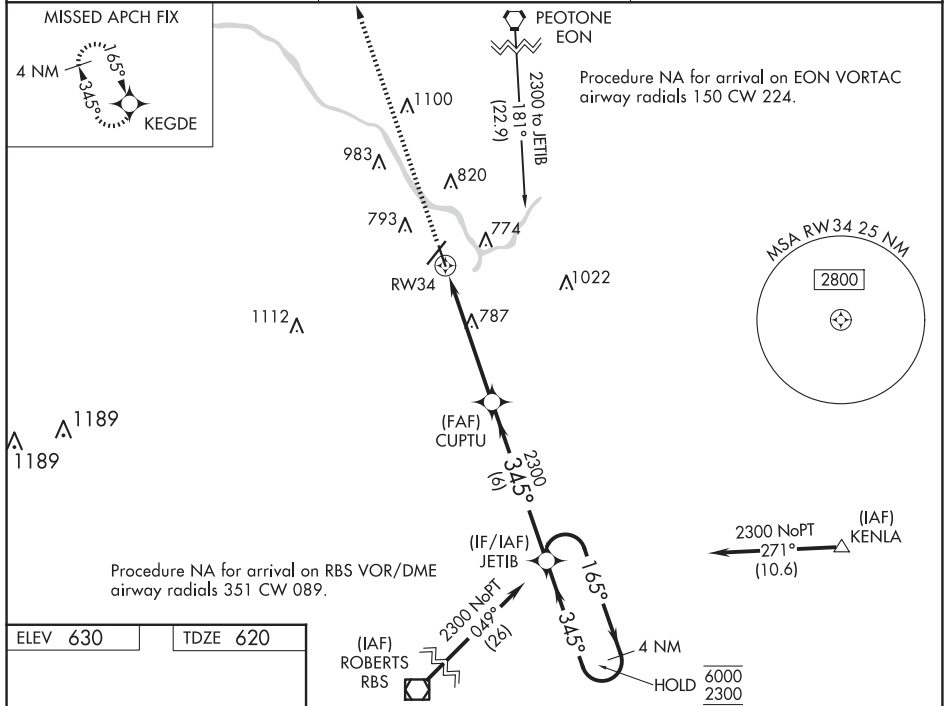 MISSED APCH FIX
4 NM
165°
345°
KEGDE
PEOTONE
EON
2300 to JETIB
181°
(22.9)
Procedure NA for arrival on EON VORTAC
airway radials 150 CW 224.
1100
983
820
793
774
RW34
1022
787
1112
1189
1189
MSA RW34 25 NM
2800
(FAF)
CUPTU
2300
345°
(6)
(IF/IAF)
JETIB
2300 NoPT
271°
(10.6)
(IAF)
KENLA
165°
345°
4 NM
HOLD
6000
2300
Procedure NA for arrival on RBS VOR/DME
airway radials 351 CW 089.
2300 NoPT
049°
(26)
(IAF)
ROBERTS
RBS
ELEV 630
TDZE 620